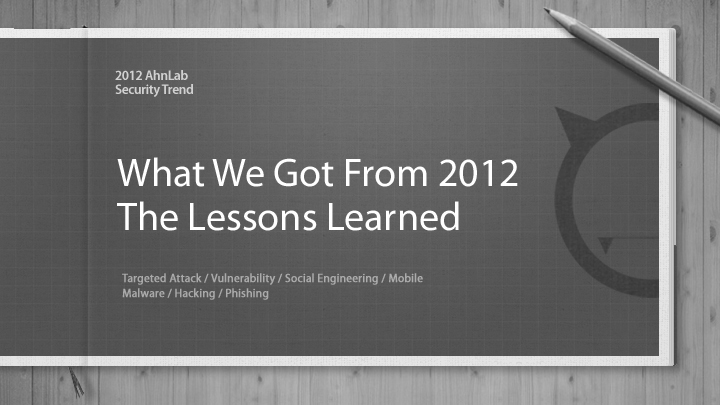 2012 AhnLab
Security Trend
What We Got From 2012
The Lessons Learned
Targeted Attack / Vulnerability / Social Engineering / Mobile
Malware / Hacking / Phishing